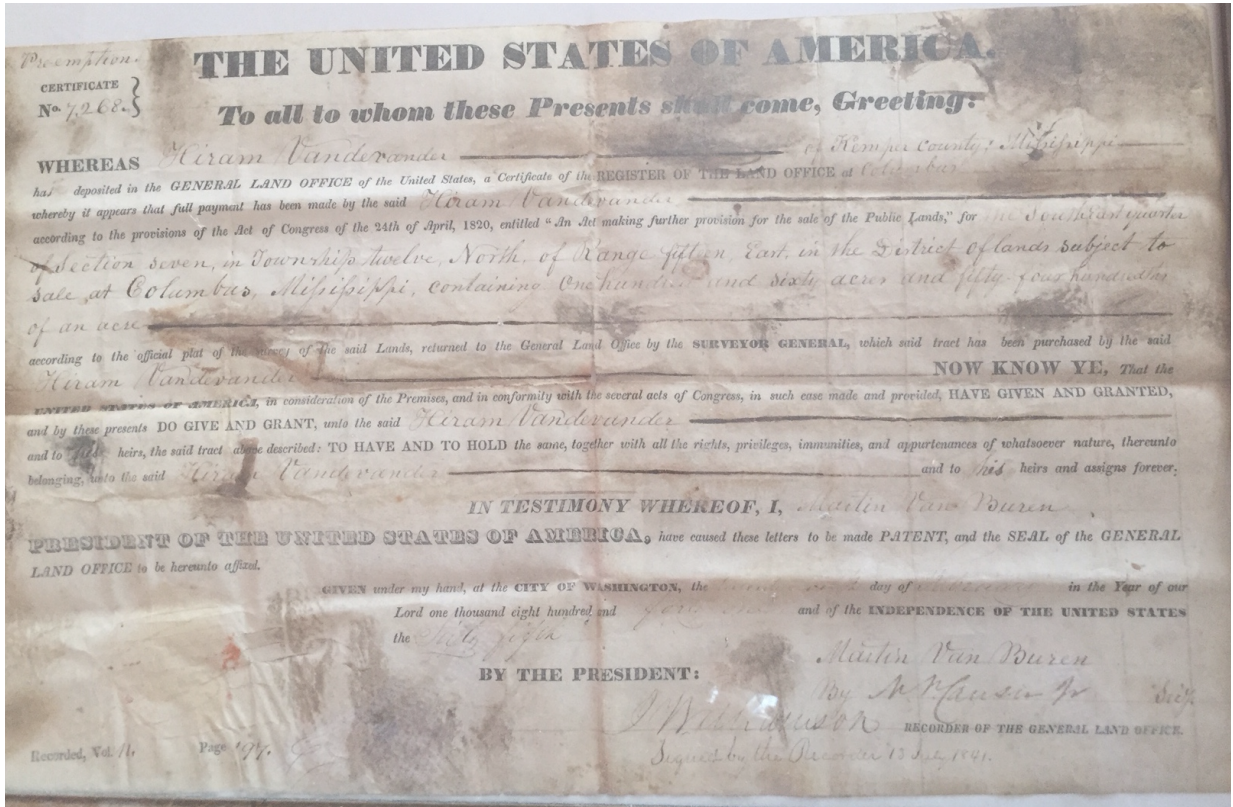 Preemption.
CERTIFICATE
No. 7,268.
THE UNITED STATES OF AMERICA.
To all to whom these Presents shall come, Greeting:
WHEREAS Hiram Vandevander of Kemper county, Mississippi
has deposited in the GENERAL LAND OFFICE of the United States, a Certificate of the REGISTER OF THE LAND OFFICE at Columbus
whereby it appears that full payment has been made by the said Hiram Vandevander
according to the provisions of the Act of Congress of the 24th of April, 1820, entitled "An Act making further provision for the sale of the Public Lands," for the South East quarter
of Section seven, in Township twelve, North, of Range fifteen, East, in the District of lands subject to
sale, at Columbus, Mississippi, containing One hundred and sixty acres and fifty four hundredths
of an acre
according to the official plat of the survey of the said Lands, returned to the General Land Office by the SURVEYOR GENERAL, which said tract has been purchased by the said
Hiram Vandevander NOW KNOW YE, That the
UNITED STATES OF AMERICA, in consideration of the Premises, and in conformity with the several acts of Congress, in such case made and provided, HAVE GIVEN AND GRANTED,
and by these presents DO GIVE AND GRANT, unto the said Hiram Vandevander
and to his heirs, the said tract above described: TO HAVE AND TO HOLD the same, together with all the rights, privileges, immunities, and appurtenances of whatsoever nature, thereunto
belonging, unto the said Hiram Vandevander and to his heirs and assigns forever.
IN TESTIMONY WHEREOF, I, Martin Van Buren
PRESIDENT OF THE UNITED STATES OF AMERICA, have caused these letters to be made PATENT, and the SEAL of the GENERAL
LAND OFFICE to be hereunto affixed.
GIVEN under my hand, at the CITY OF WASHINGTON, the day of in the Year of our
Lord one thousand eight hundred and and of the INDEPENDENCE OF THE UNITED STATES
the Sixty fifth
BY THE PRESIDENT: Martin Van Buren
By Jr Secy.
J Williamson RECORDER OF THE GENERAL LAND OFFICE.
Signed by the Recorder 13 1841.
Recorded, Vol. Page